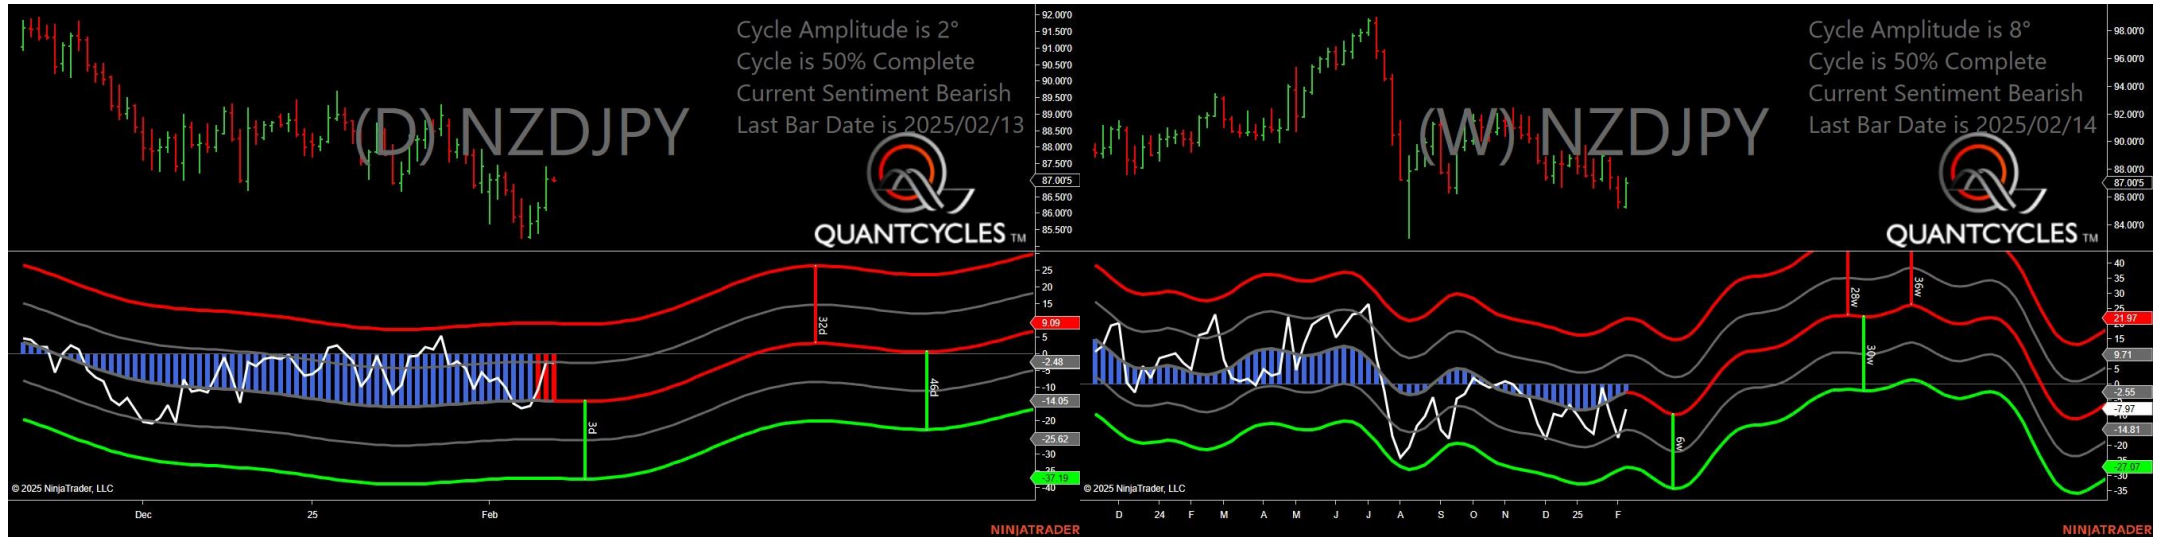 Cycle Amplitude is 2°
Cycle is 50% Complete
Current Sentiment Bearish
Last Bar Date is 2025/02/13
(D) NZDJPY
QUANTCYCLES TM
92.00'0
91.50'0
91.00'0
90.50'0
90.00'0
89.50'0
89.00'0
88.50'0
88.00'0
87.50'0
87.00'5
86.50'0
86.00'0
85.50'0
25
20
15
9.09
5
0
-2.48
-5
-10
-14.05
-20
-25.62
-30
-35
-37.19
-40
32d
46d
3d
© 2025 NinjaTrader, LLC
Dec
25
Feb
NINJATRADER
Cycle Amplitude is 8°
Cycle is 50% Complete
Current Sentiment Bearish
Last Bar Date is 2025/02/14
(W) NZDJPY
QUANTCYCLES TM
98.00'0
96.00'0
94.00'0
92.00'0
90.00'0
88.00'0
87.00'5
86.00'0
84.00'0
40
35
30
25
21.97
15
9.71
5
0
-2.55
-7.97
-14.81
-20
-27.07
-30
-35
28w
36w
30w
6w
© 2025 NinjaTrader, LLC
D
24
F
M
A
M
J
J
A
S
O
N
D
25
F
NINJATRADER